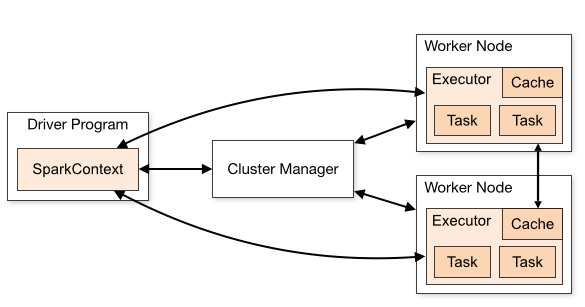 Driver Program
SparkContext
Cluster Manager
Worker Node
Executor
Cache
Task
Task
Worker Node
Executor
Cache
Task
Task